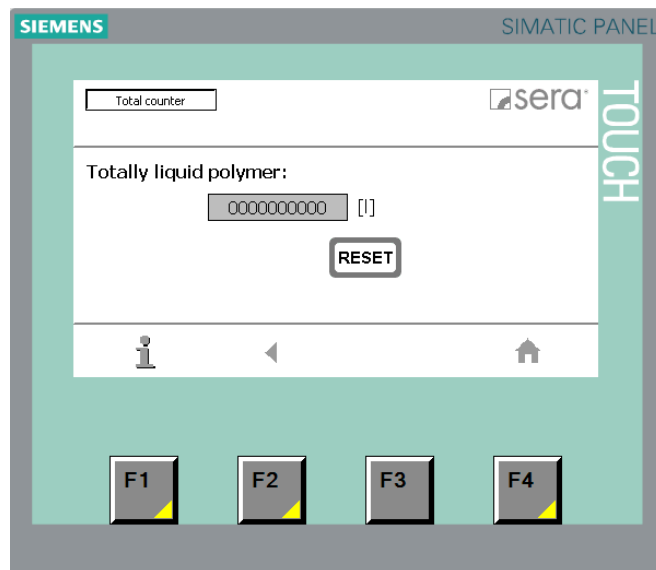 SIEMENS
SIMATIC PANEL
TOUCH
Total counter
sera
Totally liquid polymer:
0000000000 [l]
RESET
F1 F2 F3 F4